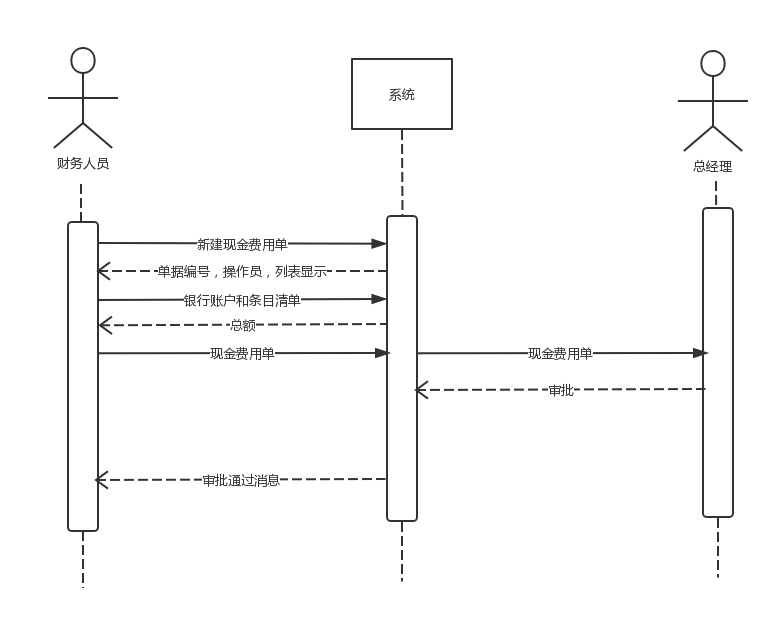 系统
财务人员
总经理
新建现金费用单
单据编号，操作员，列表显示
银行账户和条目清单
总额
现金费用单
现金费用单
审批
审批通过消息